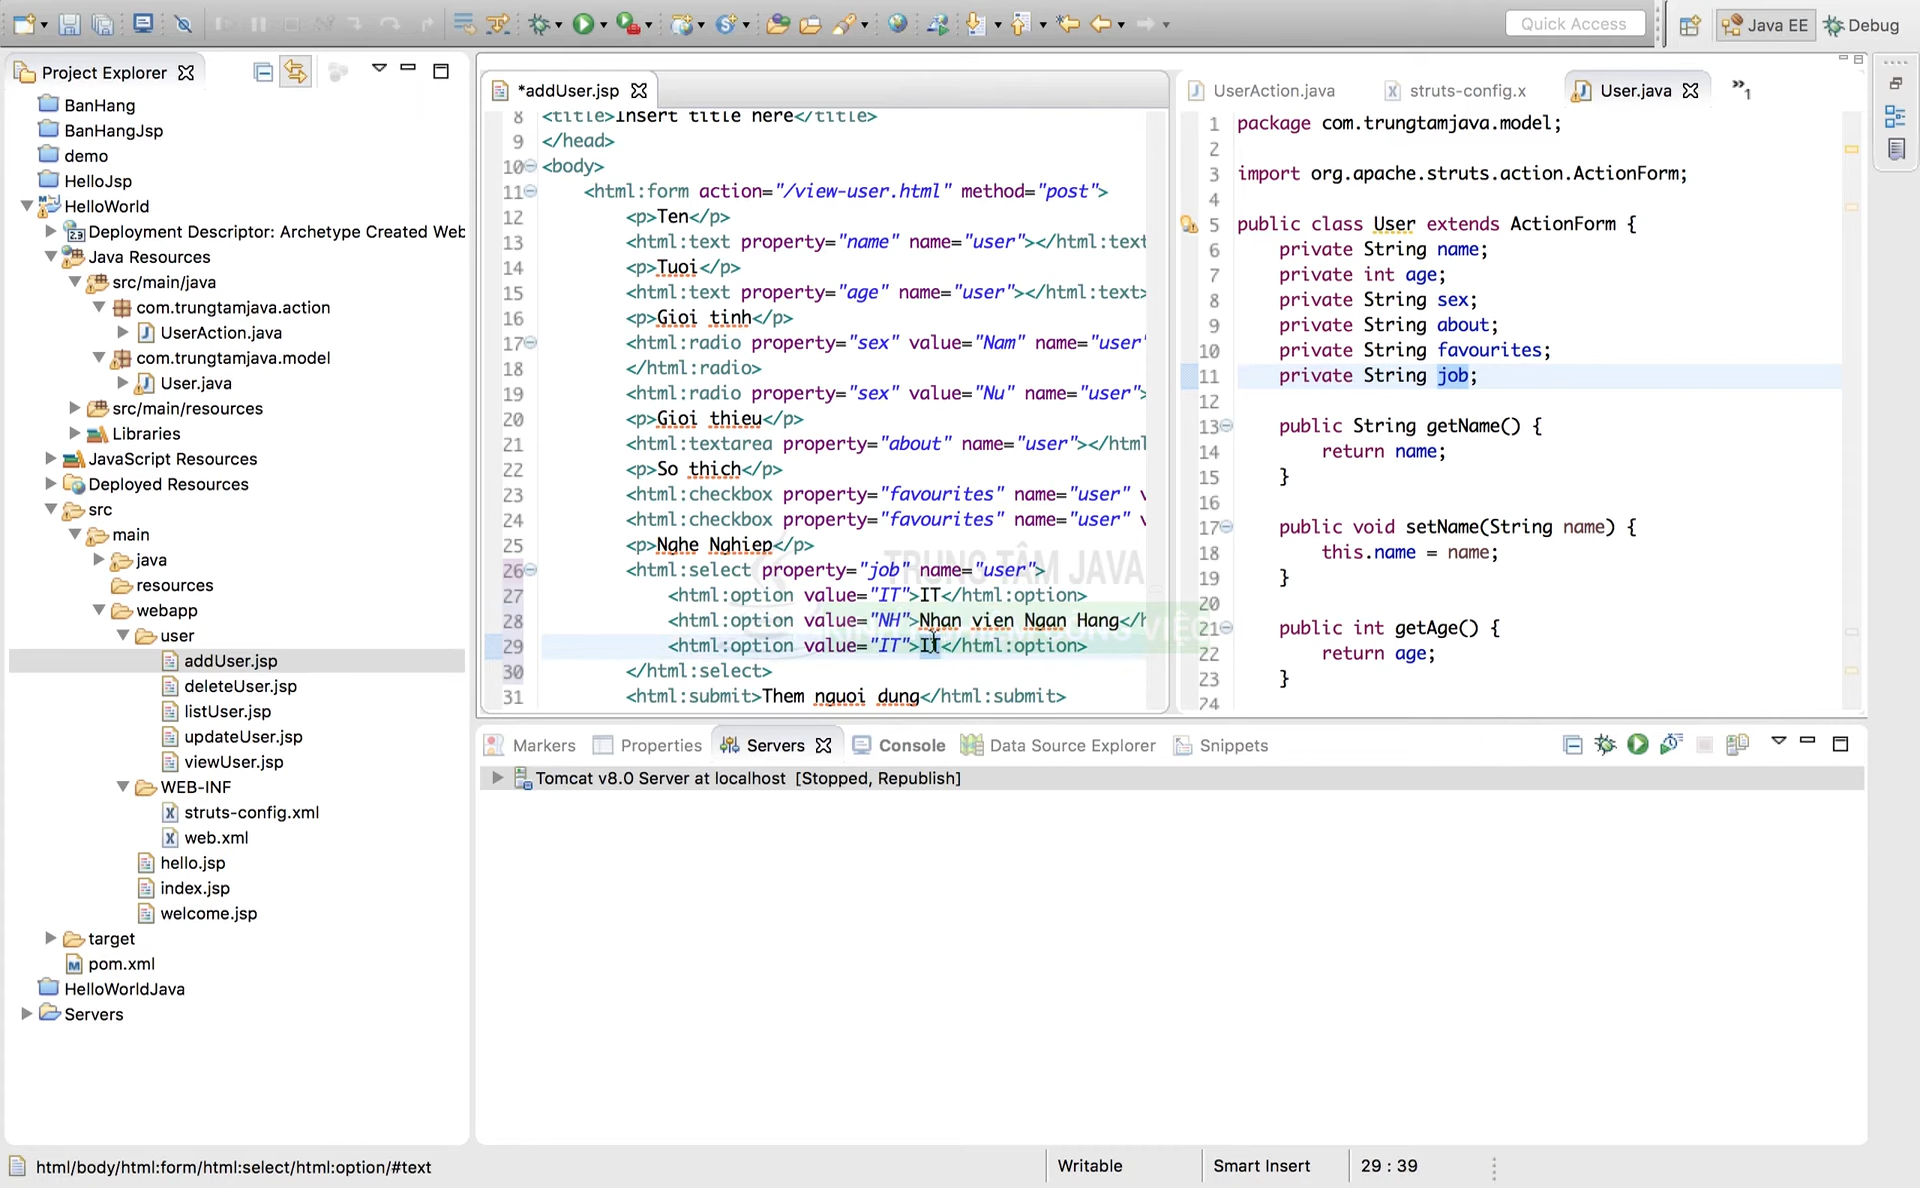 Quick Access
Java EE
Debug
Project Explorer
BanHang
BanHangJsp
demo
HelloJsp
HelloWorld
Deployment Descriptor: Archetype Created Web
Java Resources
src/main/java
com.trungtamjava.action
UserAction.java
com.trungtamjava.model
User.java
src/main/resources
Libraries
JavaScript Resources
Deployed Resources
src
main
java
resources
webapp
user
addUser.jsp
deleteUser.jsp
listUser.jsp
updateUser.jsp
viewUser.jsp
WEB-INF
struts-config.xml
web.xml
hello.jsp
index.jsp
welcome.jsp
target
pom.xml
HelloWorldJava
Servers
*addUser.jsp
8 <title>Insert title here</title>
9 </head>
10 <body>
11 <html:form action="/view-user.html" method="post">
12 <p>Ten</p>
13 <html:text property="name" name="user"></html:text
14 <p>Tuoi</p>
15 <html:text property="age" name="user"></html:text>
16 <p>Gioi tinh</p>
17 <html:radio property="sex" value="Nam" name="user"
18 </html:radio>
19 <html:radio property="sex" value="Nu" name="user">
20 <p>Gioi thieu</p>
21 <html:textarea property="about" name="user"></html
22 <p>So thich</p>
23 <html:checkbox property="favourites" name="user" v
24 <html:checkbox property="favourites" name="user" v
25 <p>Nghe Nghiep</p>
26 <html:select property="job" name="user">
27 <html:option value="IT">IT</html:option>
28 <html:option value="NH">Nhan vien Ngan Hang</h
29 <html:option value="IT">IT</html:option>
30 </html:select>
31 <html:submit>Them nguoi dung</html:submit>
TRUNG TÂM JAVA
UserAction.java
struts-config.x
User.java
»1
1 package com.trungtamjava.model;
2
3 import org.apache.struts.action.ActionForm;
4
5 public class User extends ActionForm {
6 private String name;
7 private int age;
8 private String sex;
9 private String about;
10 private String favourites;
11 private String job;
12
13 public String getName() {
14 return name;
15 }
16
17 public void setName(String name) {
18 this.name = name;
19 }
20
21 public int getAge() {
22 return age;
23 }
24
Markers
Properties
Servers
Console
Data Source Explorer
Snippets
Tomcat v8.0 Server at localhost [Stopped, Republish]
html/body/html:form/html:select/html:option/#text
Writable
Smart Insert
29 : 39